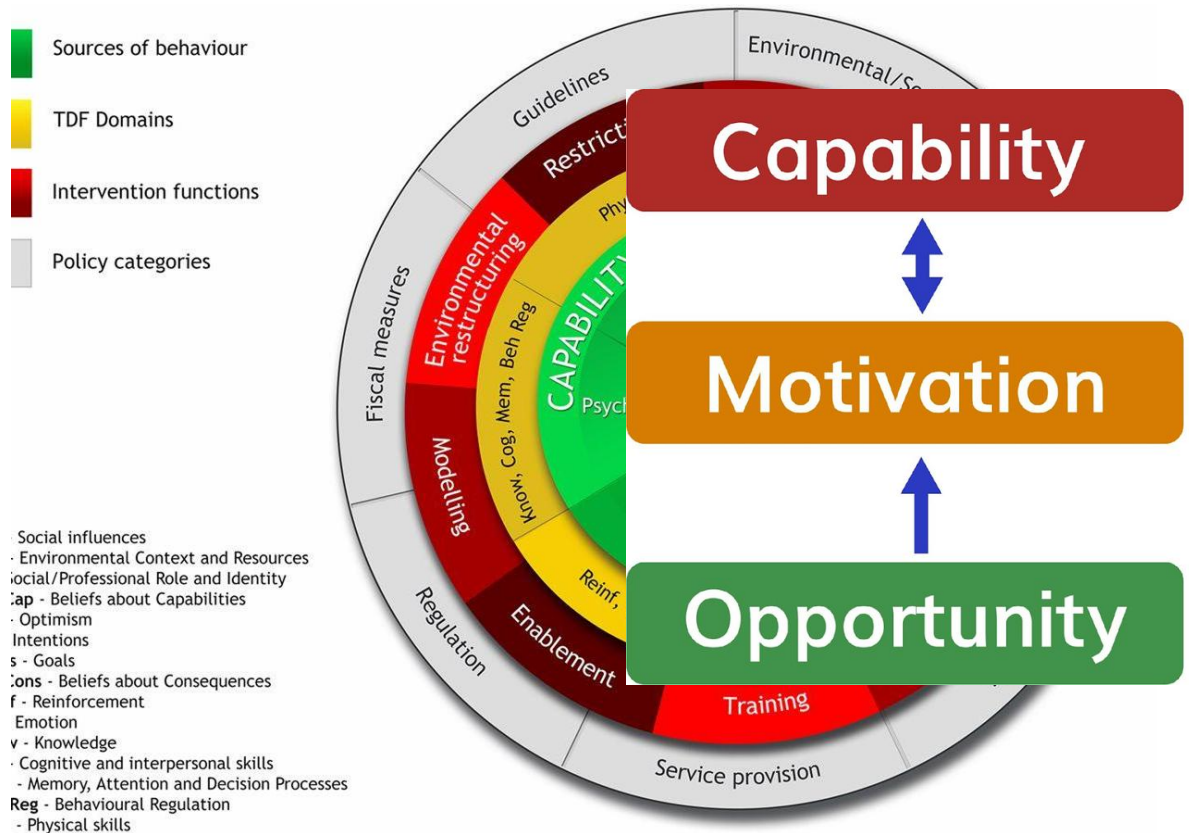 Sources of behaviour
TDF Domains
Intervention functions
Policy categories
Guidelines
Environmental/
Fiscal measures
Regulation
Service provision
Environmental
restructuring
Modelling
Enablement
Training
Know, Cog, Mem, Beh Reg
Reinf,
CAPABILITY
Capability
Motivation
Opportunity
Social influences
- Environmental Context and Resources
Social/Professional Role and Identity
- Beliefs about Capabilities
- Optimism
Intentions
- Goals
- Beliefs about Consequences
- Reinforcement
Emotion
- Knowledge
- Cognitive and interpersonal skills
- Memory, Attention and Decision Processes
Reg - Behavioural Regulation
- Physical skills